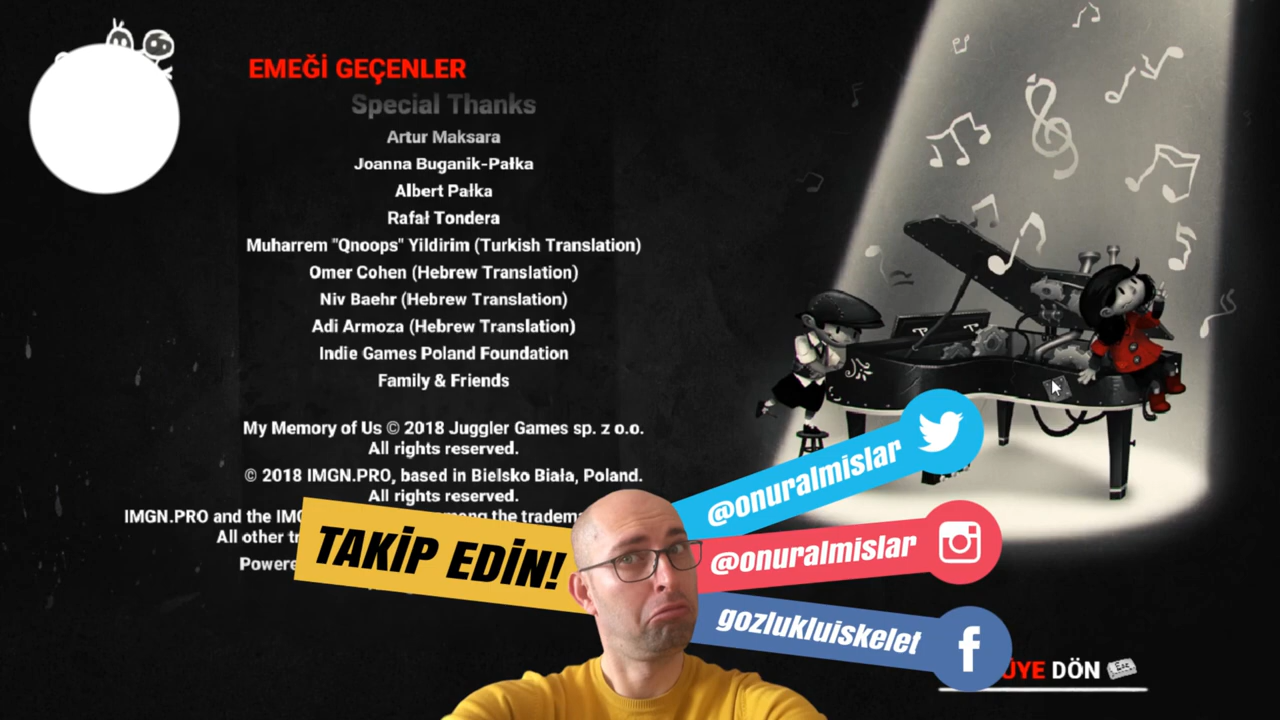 EMEĞİ GEÇENLER
Special Thanks
Artur Maksara
Joanna Buganik-Pałka
Albert Pałka
Rafał Tondera
Muharrem "Qnoops" Yildirim (Turkish Translation)
Omer Cohen (Hebrew Translation)
Niv Baehr (Hebrew Translation)
Adi Armoza (Hebrew Translation)
Indie Games Poland Foundation
Family & Friends
My Memory of Us © 2018 Juggler Games sp. z o.o.
All rights reserved.
© 2018 IMGN.PRO, based in Bielsko Biała, Poland.
All rights reserved.
IMGN.PRO and the
the
All other
TAKİP EDİN!
@onuralmislar
@onuralmislar
gozlukluiskelet
f
DÖN
Esc